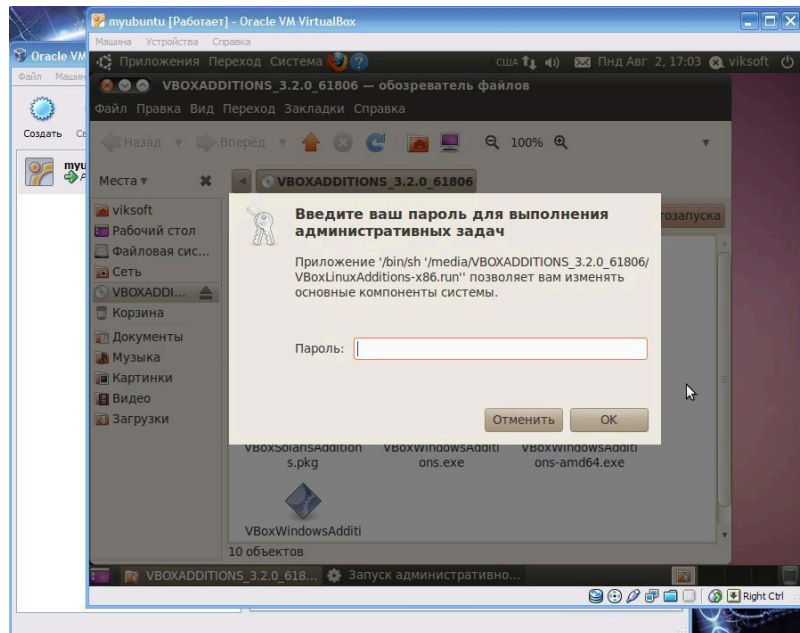 myubuntu [Работает] - Oracle VM VirtualBox
Машина Устройства Справка
Oracle VM
Файл Машин
Создать
myu
Приложения Переход Система
США Пнд Авг 2, 17:03 viksoft
VBOXADDITIONS_3.2.0_61806 — обозреватель файлов
Файл Правка Вид Переход Закладки Справка
Назад Вперёд 100%
Места VBOXADDITIONS_3.2.0_61806
viksoft
Рабочий стол
Файловая сис...
Сеть
VBOXADDI...
Корзина
Документы
Музыка
Картинки
Видео
Загрузки
тозапуска
Введите ваш пароль для выполнения
административных задач
Приложение '/bin/sh '/media/VBOXADDITIONS_3.2.0_61806/
VBoxLinuxAdditions-x86.run'' позволяет вам изменять
основные компоненты системы.
Пароль:
Отменить OK
VBoxSolarisAddition
s.pkg
VBoxWindowsAdditi
ons.exe
VBoxWindowsAdditi
ons-amd64.exe
VBoxWindowsAdditi
10 объектов
VBOXADDITIONS_3.2.0_618... Запуск административно...
Right Ctrl